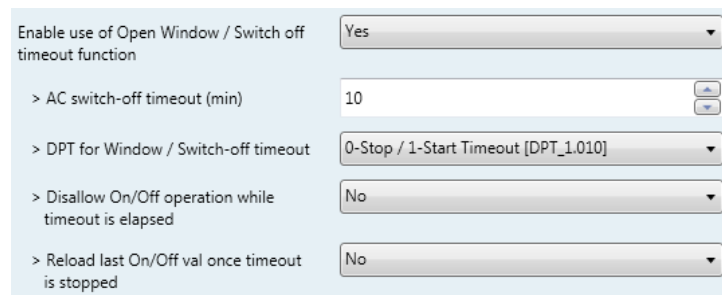 Enable use of Open Window / Switch off
timeout function
Yes
> AC switch-off timeout (min)
10
> DPT for Window / Switch-off timeout
0-Stop / 1-Start Timeout [DPT_1.010]
> Disallow On/Off operation while
timeout is elapsed
No
> Reload last On/Off val once timeout
is stopped
No